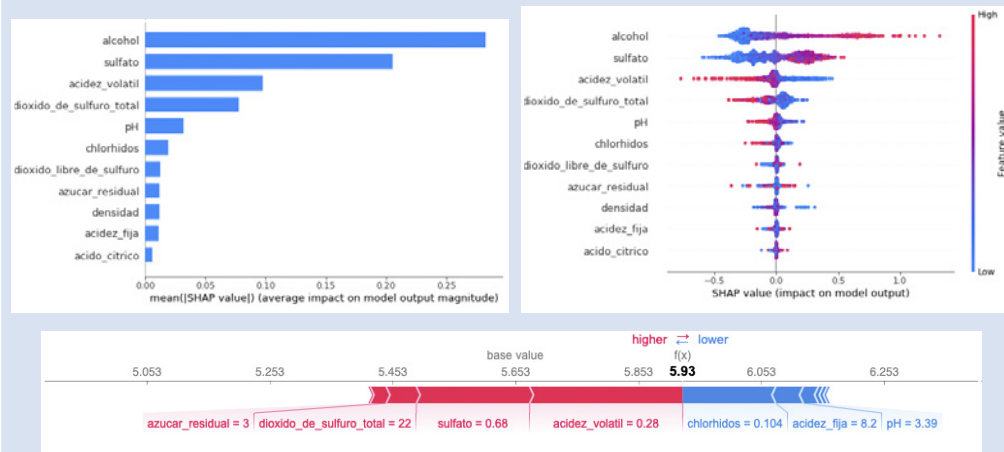 alcohol
sulfato
acidez_volatil
dioxido_de_sulfuro_total
pH
chlorhidos
dioxido_libre_de_sulfuro
azucar_residual
densidad
acidez_fija
acido_citrico
0.00 0.05 0.10 0.15 0.20 0.25
mean(|SHAP value|) (average impact on model output magnitude)
High
alcohol
sulfato
acidez_volatil
dioxido_de_sulfuro_total
pH
chlorhidos
dioxido_libre_de_sulfuro
azucar_residual
densidad
acidez_fija
acido_citrico
Feature value
Low
−0.5 0.0 0.5 1.0
SHAP value (impact on model output)
higher lower
base value f(x)
5.053 5.253 5.453 5.653 5.853 5.93 6.053 6.253
azucar_residual = 3 dioxido_de_sulfuro_total = 22 sulfato = 0.68 acidez_volatil = 0.28 chlorhidos = 0.104 acidez_fija = 8.2 pH = 3.39